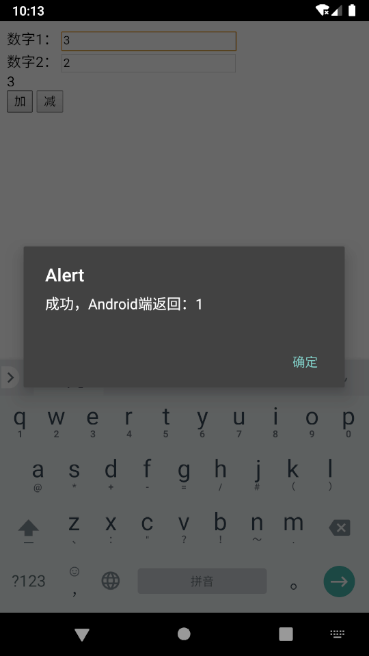 10:13
数字1： 3
数字2： 2
3
加 减
Alert
成功，Android端返回：1
确定
q w e r t y u i o p
1 2 3 4 5 6 7 8 9 0
a s d f g h j k l
@ * + - = / # （ ）
z x c v b n m
、 ： " ？ ！ ～ .
?123 ， 拼音 。